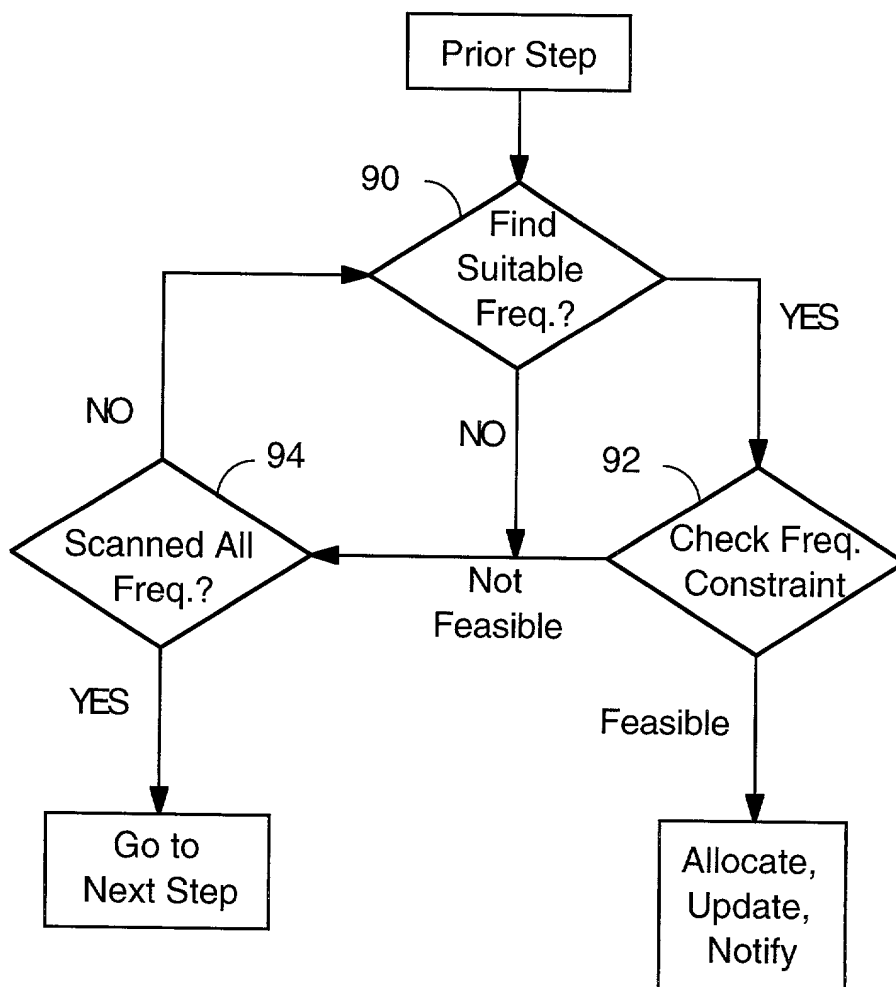 Prior Step
90
Find
Suitable
Freq.?
YES
NO
NO
94
92
Scanned All
Freq.?
Check Freq.
Constraint
Not
Feasible
YES
Feasible
Go to
Next Step
Allocate,
Update,
Notify